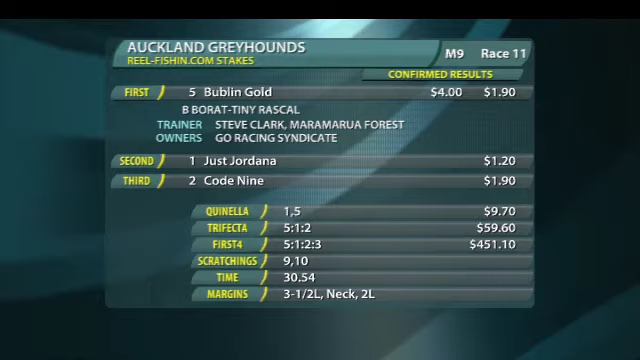 AUCKLAND GREYHOUNDS M9 Race 11
REEL-FISHIN.COM STAKES
CONFIRMED RESULTS
FIRST 5 Bublin Gold $4.00 $1.90
B BORAT-TINY RASCAL
TRAINER STEVE CLARK, MARAMARUA FOREST
OWNERS GO RACING SYNDICATE
SECOND 1 Just Jordana $1.20
THIRD 2 Code Nine $1.90
QUINELLA 1,5 $9.70
TRIFECTA 5:1:2 $59.60
FIRST4 5:1:2:3 $451.10
SCRATCHINGS 9,10
TIME 30.54
MARGINS 3-1/2L, Neck, 2L